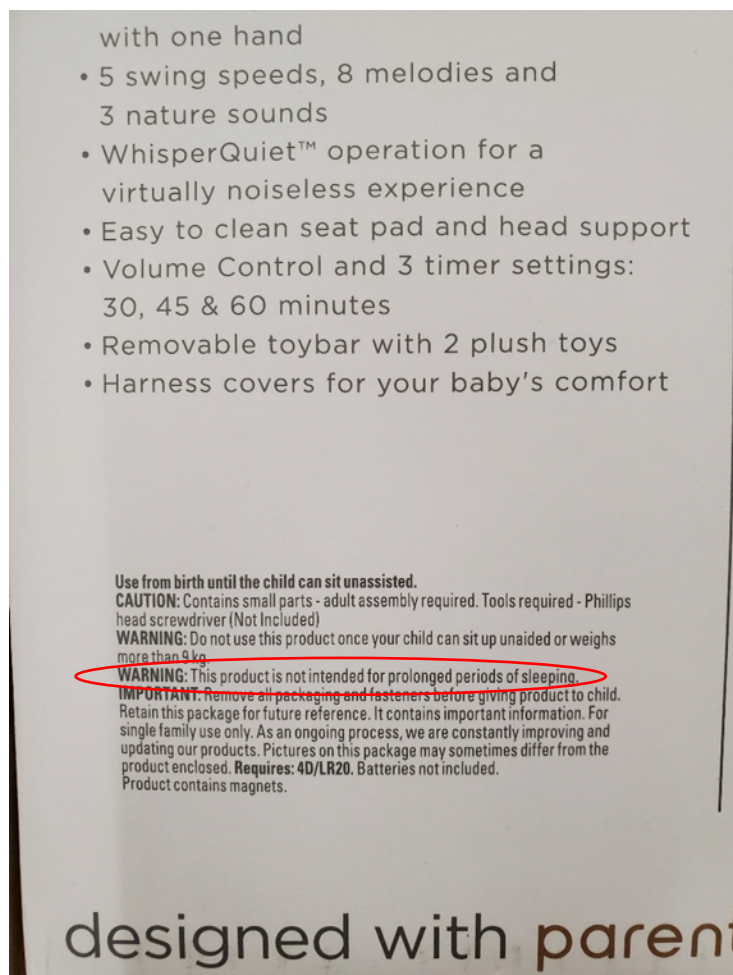 with one hand
• 5 swing speeds, 8 melodies and
3 nature sounds
• WhisperQuiet™ operation for a
virtually noiseless experience
• Easy to clean seat pad and head support
• Volume Control and 3 timer settings:
30, 45 & 60 minutes
• Removable toybar with 2 plush toys
• Harness covers for your baby's comfort
Use from birth until the child can sit unassisted.
CAUTION: Contains small parts - adult assembly required. Tools required - Phillips
head screwdriver (Not Included)
WARNING: Do not use this product once your child can sit up unaided or weighs
more than 9 kg.
WARNING: This product is not intended for prolonged periods of sleeping.
IMPORTANT: Remove all packaging and fasteners before giving product to child.
Retain this package for future reference. It contains important information. For
single family use only. As an ongoing process, we are constantly improving and
updating our products. Pictures on this package may sometimes differ from the
product enclosed. Requires: 4D/LR20. Batteries not included.
Product contains magnets.
designed with paren